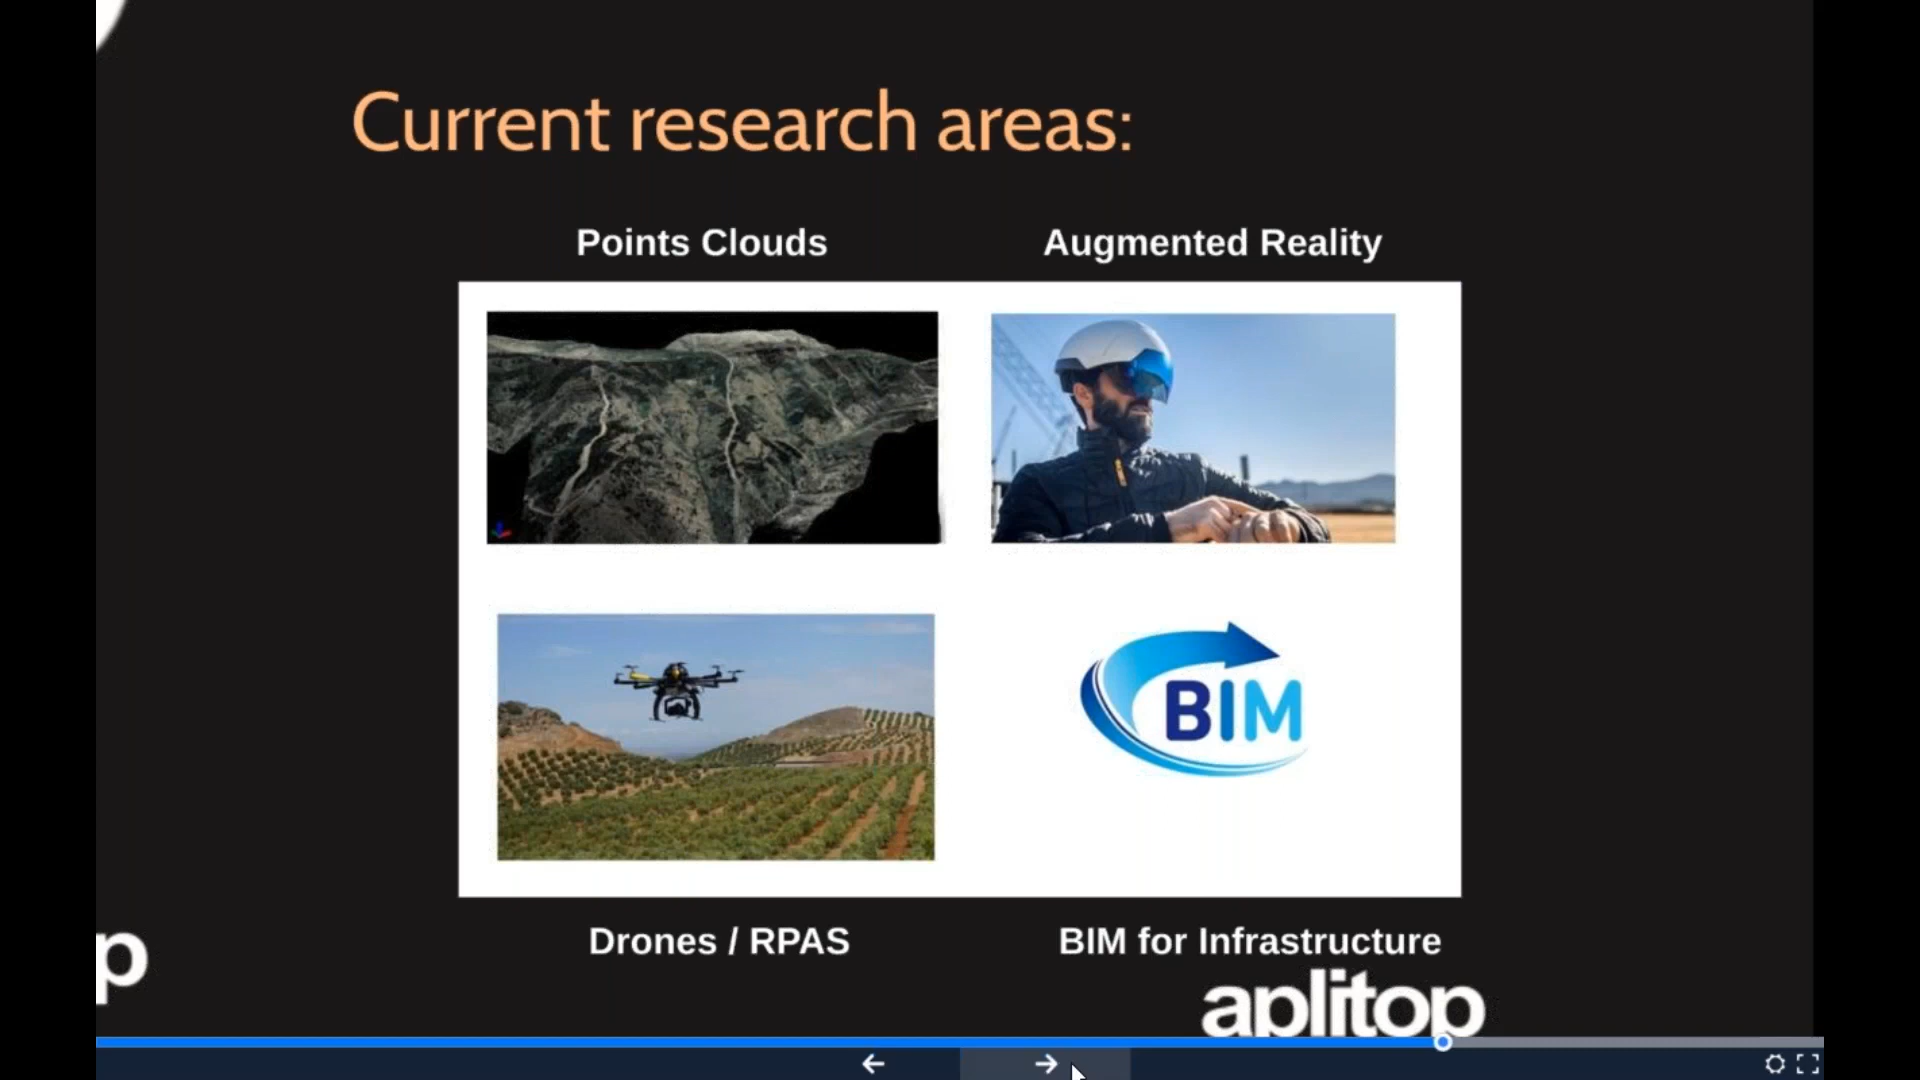 Current research areas:
Points Clouds
Augmented Reality
BIM
Drones / RPAS
BIM for Infrastructure
p
aplitop